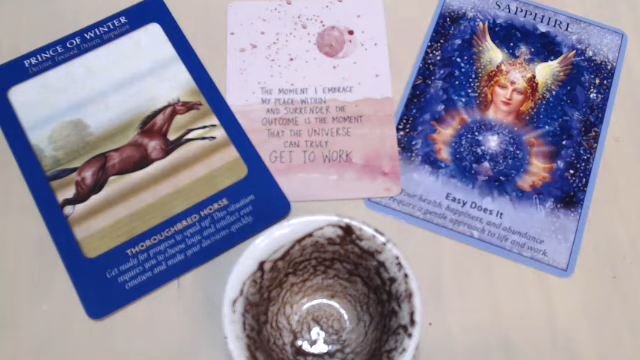 PRINCE OF WINTER
Decisive, Focused, Driven, Impatient
THOROUGHBRED HORSE
Get ready for progress to speed up! This situation
requires you to choose logic and intellect over
emotion and make your decisions quickly.
THE MOMENT I EMBRACE
MY PEACE WITHIN
AND SURRENDER THE
OUTCOME IS THE MOMENT
THAT THE UNIVERSE
CAN TRULY
GET TO WORK
SAPPHIRE
Easy Does It
Your health, happiness, and abundance
require a gentle approach to life and work.